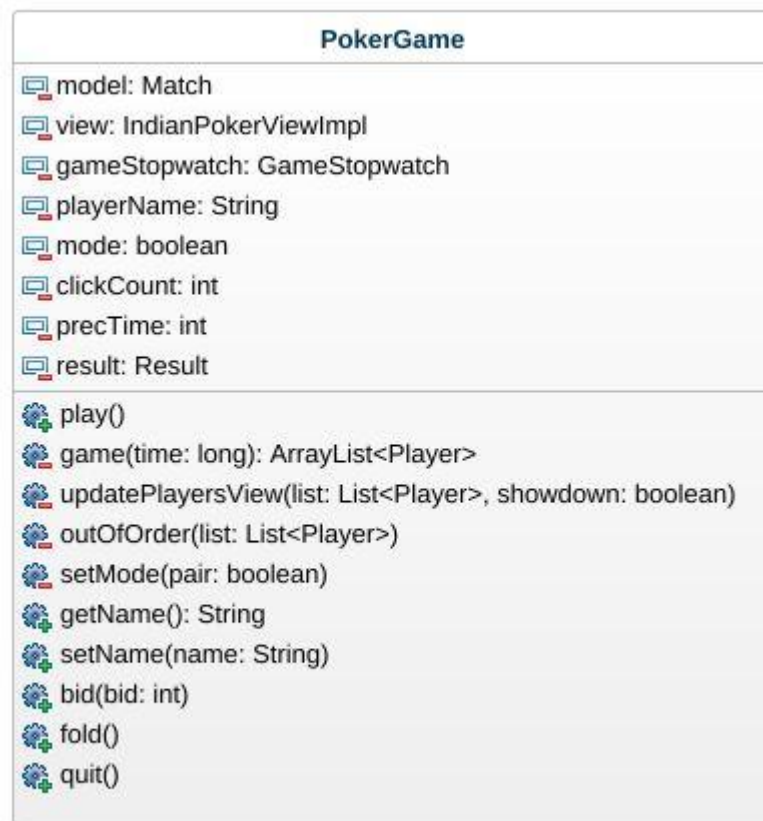 PokerGame
model: Match
view: IndianPokerViewImpl
gameStopwatch: GameStopwatch
playerName: String
mode: boolean
clickCount: int
precTime: int
result: Result
play()
game(time: long): ArrayList<Player>
updatePlayersView(list: List<Player>, showdown: boolean)
outOfOrder(list: List<Player>)
setMode(pair: boolean)
getName(): String
setName(name: String)
bid(bid: int)
fold()
quit()